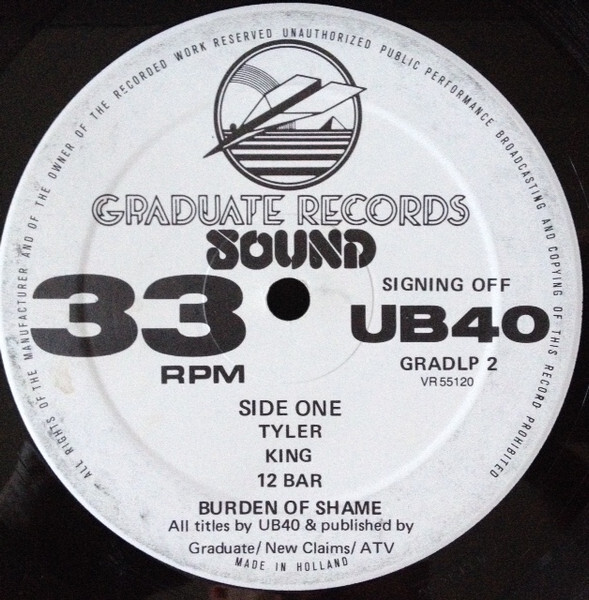 ALL RIGHTS OF THE MANUFACTURER AND OF THE OWNER OF THE RECORDED WORK RESERVED UNAUTHORIZED PUBLIC PERFORMANCE BROADCASTING AND COPYING OF THIS RECORD PROHIBITED
GRADUATE RECORDS
SOUND
33
RPM
SIGNING OFF
UB40
GRADLP 2
VR 55120
SIDE ONE
TYLER
KING
12 BAR
BURDEN OF SHAME
All titles by UB40 & published by
Graduate/ New Claims/ ATV
MADE IN HOLLAND